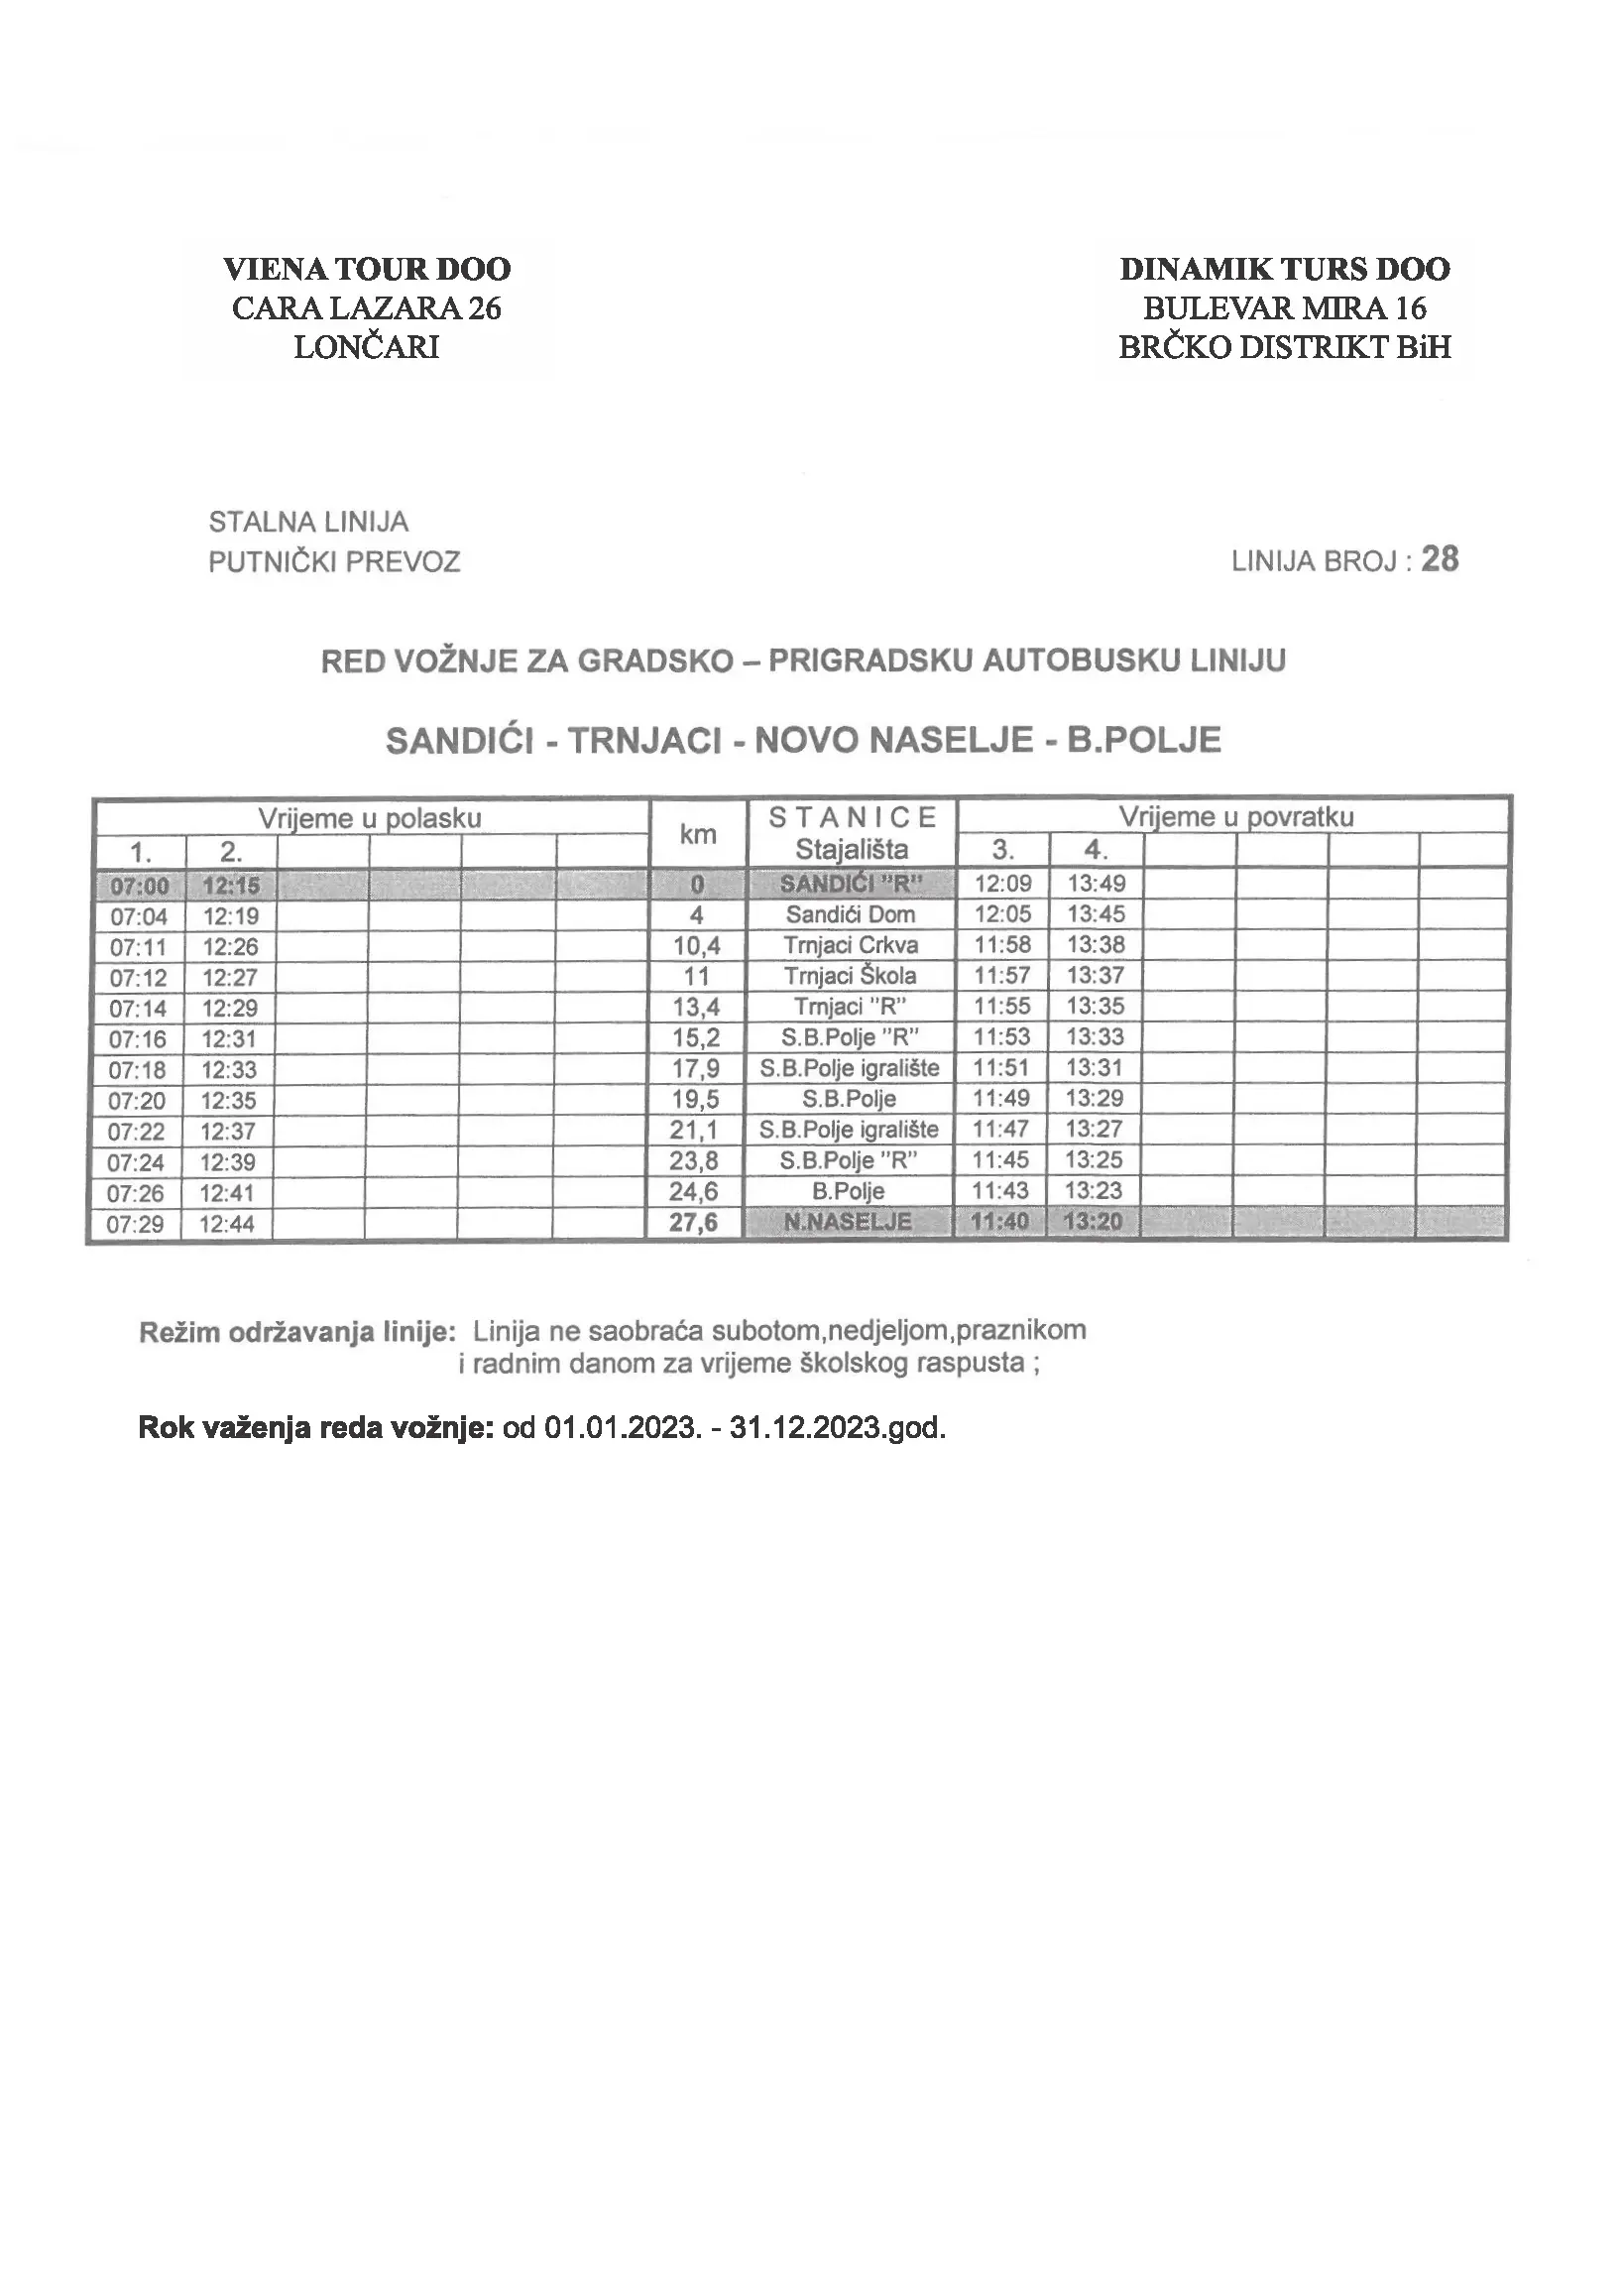 VIENA TOUR DOO
CARA LAZARA 26
LONČARI
DINAMIK TURS DOO
BULEVAR MIRA 16
BRČKO DISTRIKT BiH
STALNA LINIJA
PUTNIČKI PREVOZ
LINIJA BROJ : 28
RED VOŽNJE ZA GRADSKO – PRIGRADSKU AUTOBUSKU LINIJU
SANDIĆI - TRNJACI - NOVO NASELJE - B.POLJE
Vrijeme u polasku km STANICE Vrijeme u povratku
1. 2. Stajališta 3. 4.
07:00 12:15 0 SANDIĆI "R" 12:09 13:49
07:04 12:19 4 Sandići Dom 12:05 13:45
07:11 12:26 10,4 Trnjaci Crkva 11:58 13:38
07:12 12:27 11 Trnjaci Škola 11:57 13:37
07:14 12:29 13,4 Trnjaci "R" 11:55 13:35
07:16 12:31 15,2 S.B.Polje "R" 11:53 13:33
07:18 12:33 17,9 S.B.Polje igralište 11:51 13:31
07:20 12:35 19,5 S.B.Polje 11:49 13:29
07:22 12:37 21,1 S.B.Polje igralište 11:47 13:27
07:24 12:39 23,8 S.B.Polje "R" 11:45 13:25
07:26 12:41 24,6 B.Polje 11:43 13:23
07:29 12:44 27,6 N.NASELJE 11:40 13:20
Režim održavanja linije: Linija ne saobraća subotom,nedjeljom,praznikom
i radnim danom za vrijeme školskog raspusta ;
Rok važenja reda vožnje: od 01.01.2023. - 31.12.2023.god.